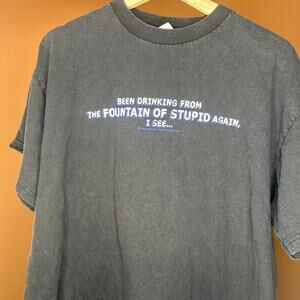 BEEN DRINKING FROM
THE FOUNTAIN OF STUPID AGAIN,
I SEE...